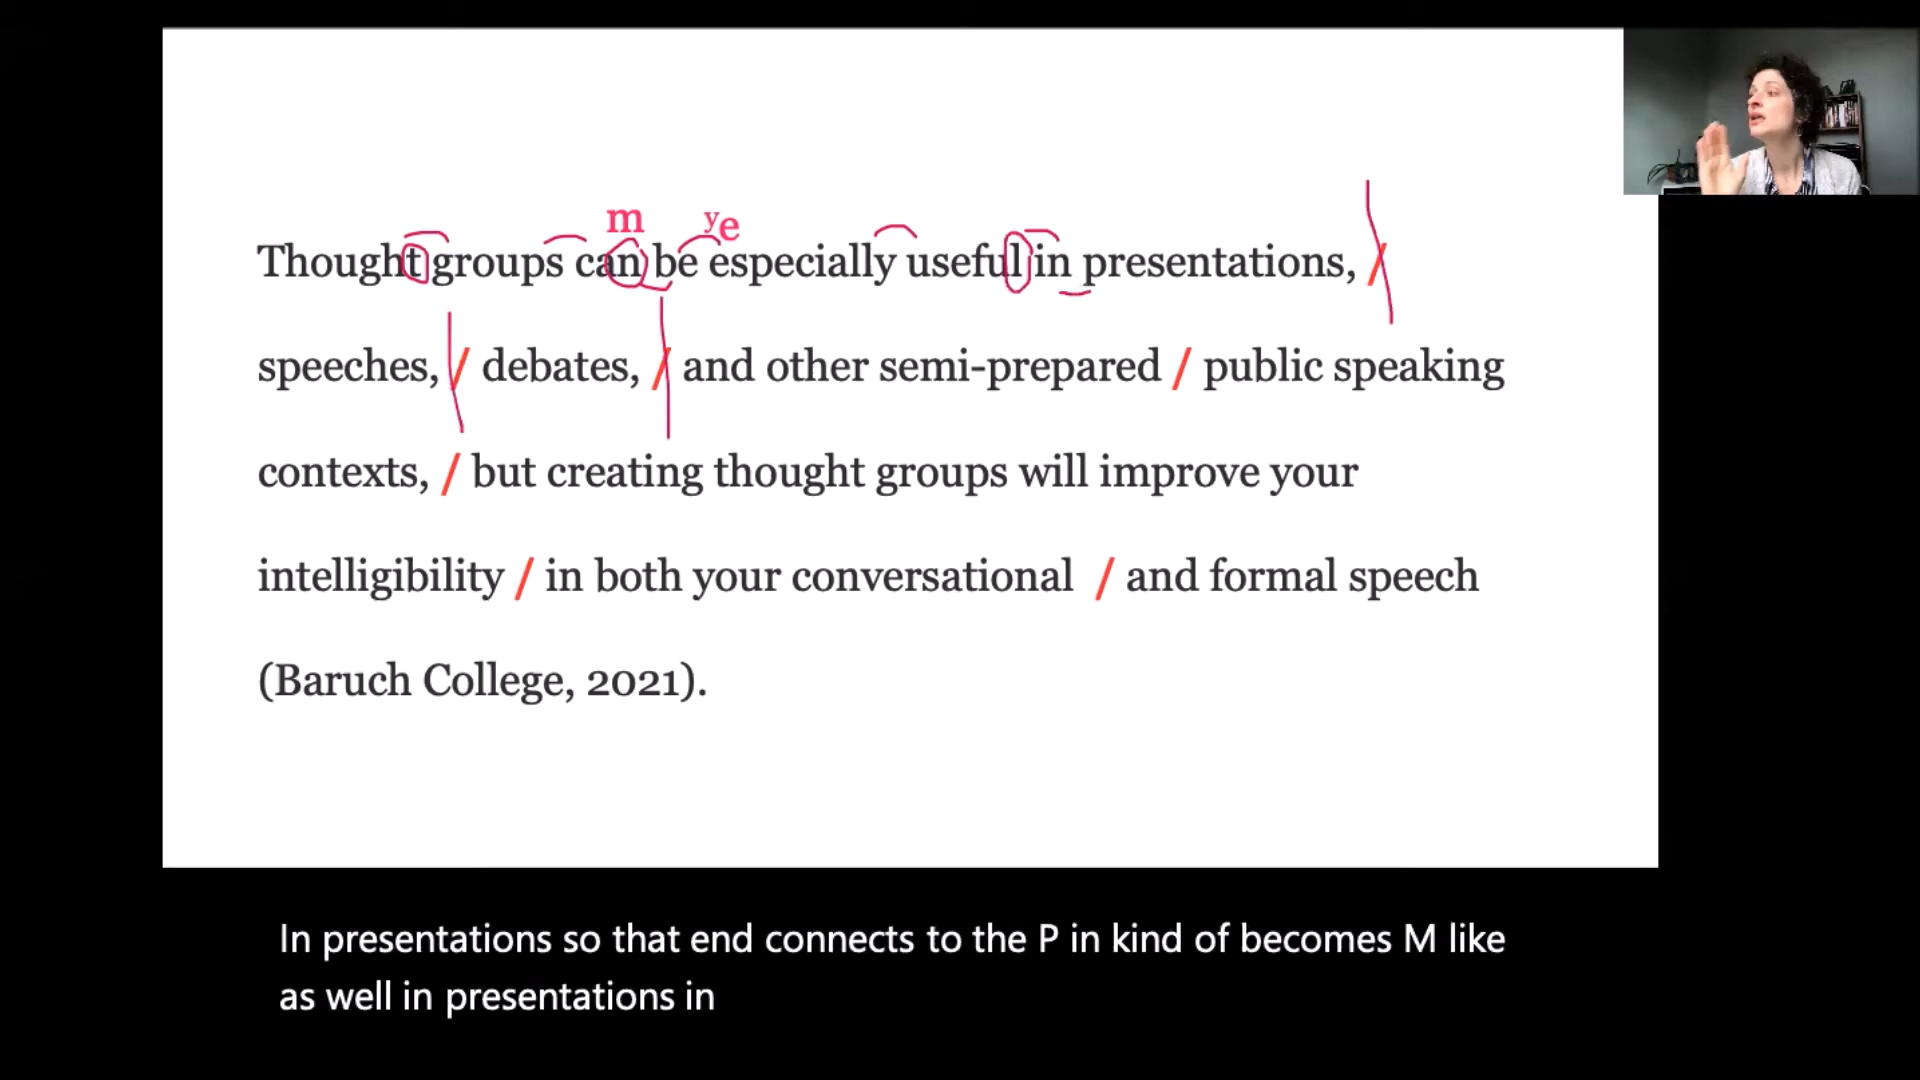 m ye
Thought groups can be especially useful in presentations, /
speeches, / debates, / and other semi-prepared / public speaking
contexts, / but creating thought groups will improve your
intelligibility / in both your conversational / and formal speech
(Baruch College, 2021).
In presentations so that end connects to the P in kind of becomes M like
as well in presentations in